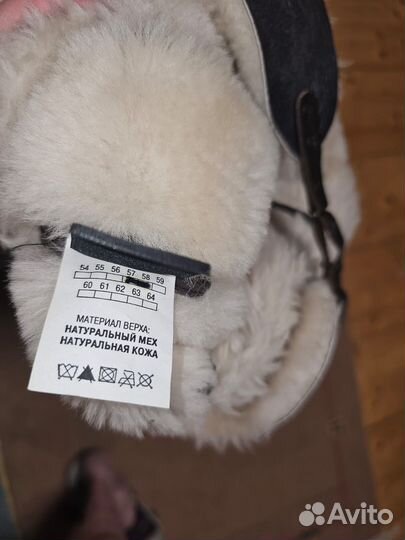 54 55 56 57 58 59
60 61 62 63 64
МАТЕРИАЛ ВЕРХА:
НАТУРАЛЬНЫЙ МЕХ
НАТУРАЛЬНАЯ КОЖА
Avito